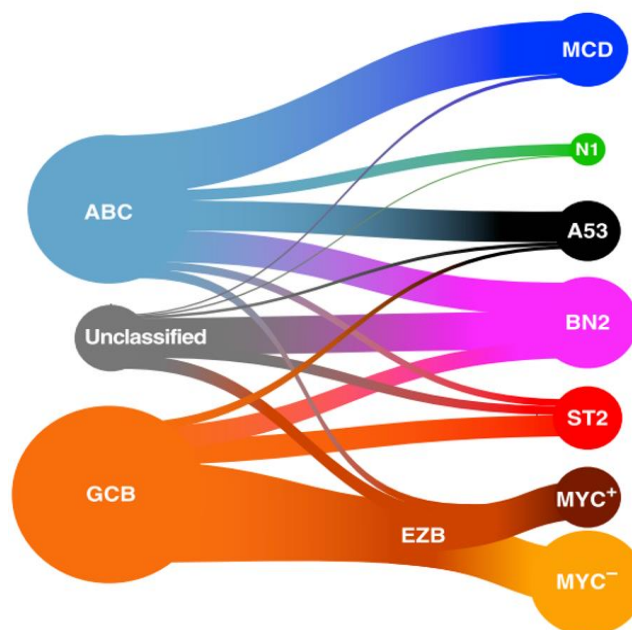 MCD
N1
ABC
A53
BN2
Unclassified
ST2
GCB
MYC⁺
EZB
MYC⁻